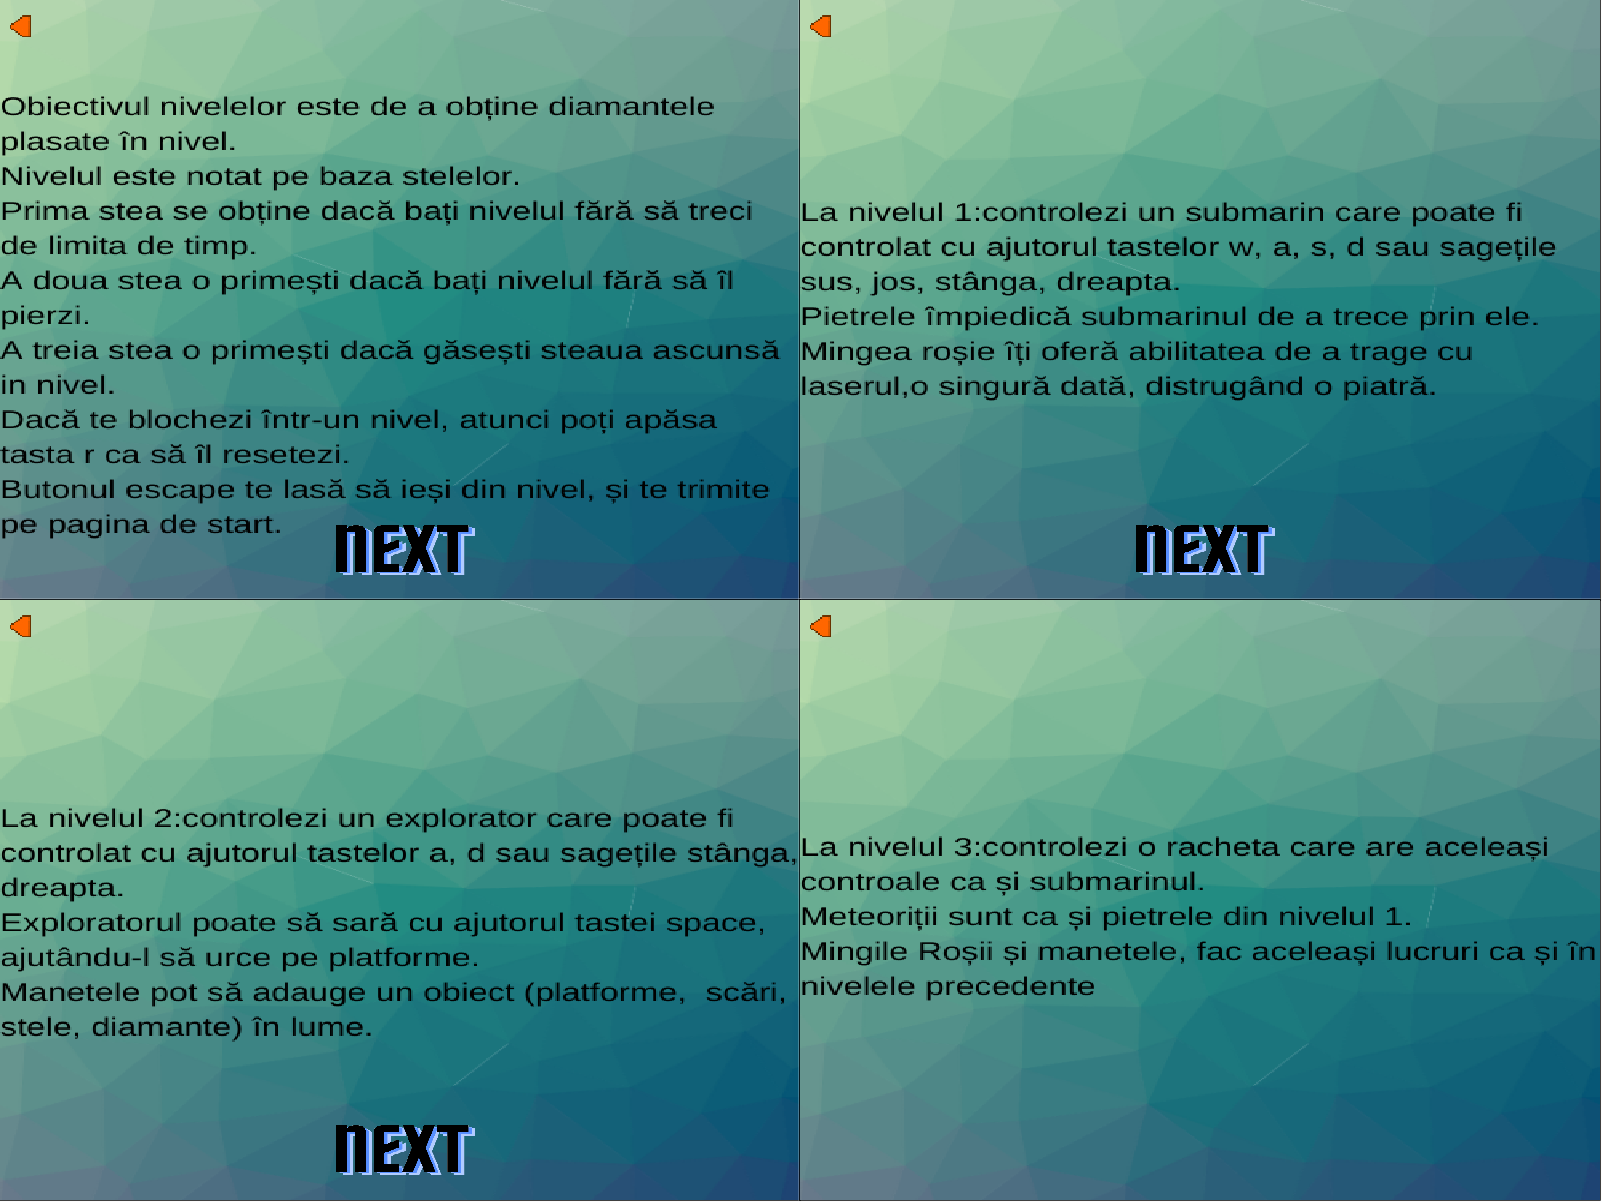 Obiectivul nivelelor este de a obține diamantele
plasate în nivel.
Nivelul este notat pe baza stelelor.
Prima stea se obține dacă bați nivelul fără să treci
de limita de timp.
A doua stea o primești dacă bați nivelul fără să îl
pierzi.
A treia stea o primești dacă găsești steaua ascunsă
in nivel.
Dacă te blochezi într-un nivel, atunci poți apăsa
tasta r ca să îl resetezi.
Butonul escape te lasă să ieși din nivel, și te trimite
pe pagina de start.
NEXT
La nivelul 1:controlezi un submarin care poate fi
controlat cu ajutorul tastelor w, a, s, d sau sagețile
sus, jos, stânga, dreapta.
Pietrele împiedică submarinul de a trece prin ele.
Mingea roșie îți oferă abilitatea de a trage cu
laserul,o singură dată, distrugând o piatră.
NEXT
La nivelul 2:controlezi un explorator care poate fi
controlat cu ajutorul tastelor a, d sau sagețile stânga,
dreapta.
Exploratorul poate să sară cu ajutorul tastei space,
ajutându-l să urce pe platforme.
Manetele pot să adauge un obiect (platforme,  scări,
stele, diamante) în lume.
NEXT
La nivelul 3:controlezi o racheta care are aceleași
controale ca și submarinul.
Meteoriții sunt ca și pietrele din nivelul 1.
Mingile Roșii și manetele, fac aceleași lucruri ca și în
nivelele precedente